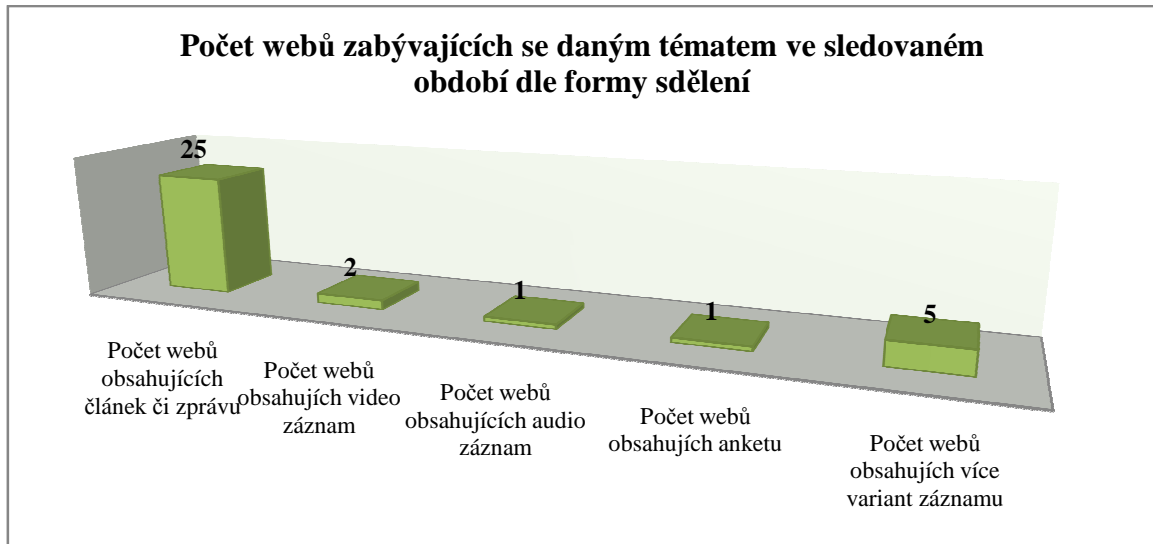 Počet webů zabývajících se daným tématem ve sledovaném
období dle formy sdělení
25
2
1
1
5
Počet webů
obsahujících
článek či zprávu
Počet webů
obsahujích video
záznam
Počet webů
obsahujících audio
záznam
Počet webů
obsahujích anketu
Počet webů
obsahujích více
variant záznamu